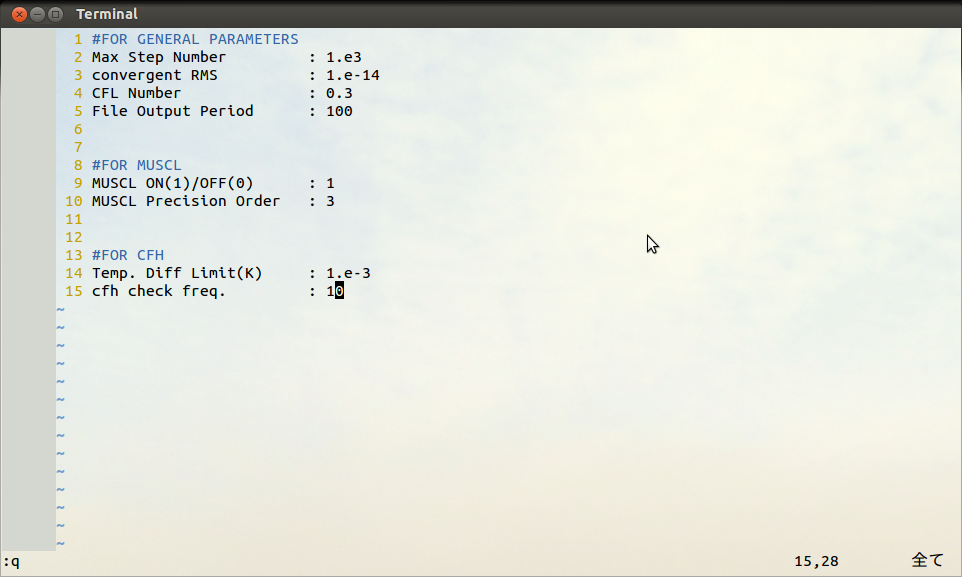 Terminal
1 #FOR GENERAL PARAMETERS
2 Max Step Number : 1.e3
3 convergent RMS : 1.e-14
4 CFL Number : 0.3
5 File Output Period : 100
6
7
8 #FOR MUSCL
9 MUSCL ON(1)/OFF(0) : 1
10 MUSCL Precision Order : 3
11
12
13 #FOR CFH
14 Temp. Diff Limit(K) : 1.e-3
15 cfh check freq. : 10
~
~
~
~
~
~
~
~
~
~
~
~
~
~
:q 15,28 全て